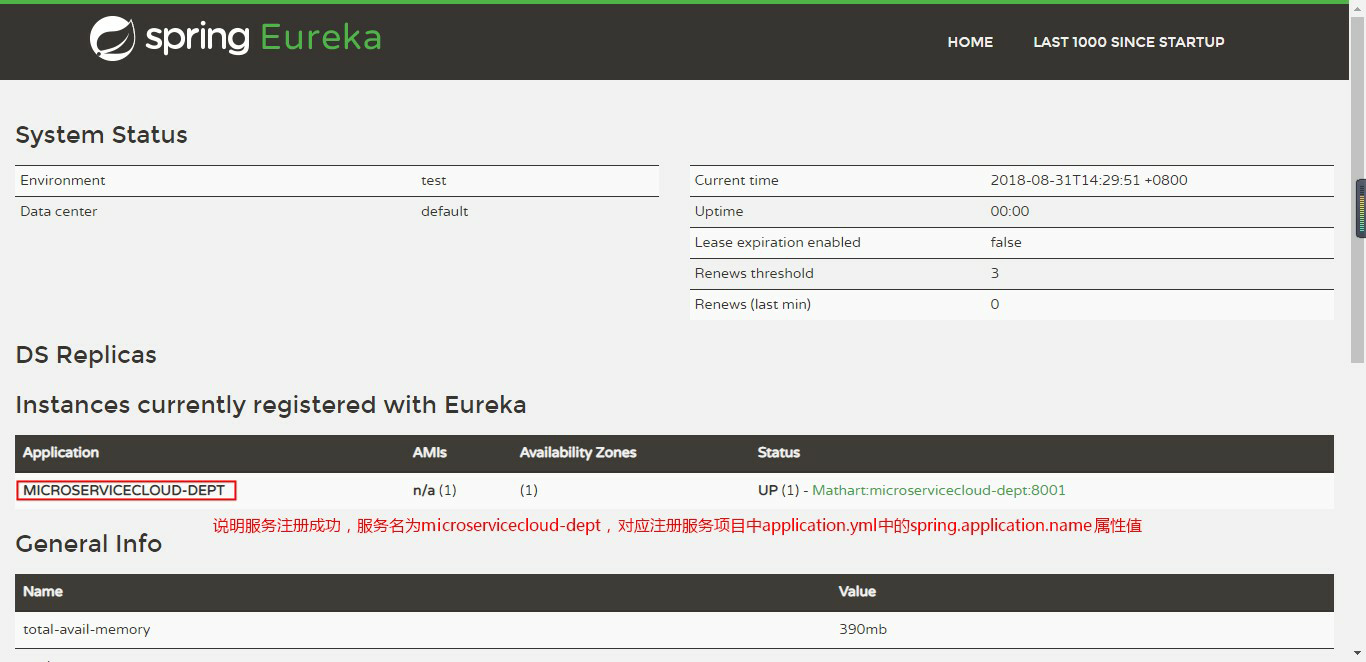 spring Eureka
HOME LAST 1000 SINCE STARTUP
System Status
Environment test
Data center default
Current time 2018-08-31T14:29:51 +0800
Uptime 00:00
Lease expiration enabled false
Renews threshold 3
Renews (last min) 0
DS Replicas
Instances currently registered with Eureka
Application AMIs Availability Zones Status
MICROSERVICECLOUD-DEPT n/a (1) (1) UP (1) - Mathart:microservicecloud-dept:8001
说明服务注册成功，服务名为microservicecloud-dept，对应注册服务项目中application.yml中的spring.application.name属性值
General Info
Name Value
total-avail-memory 390mb